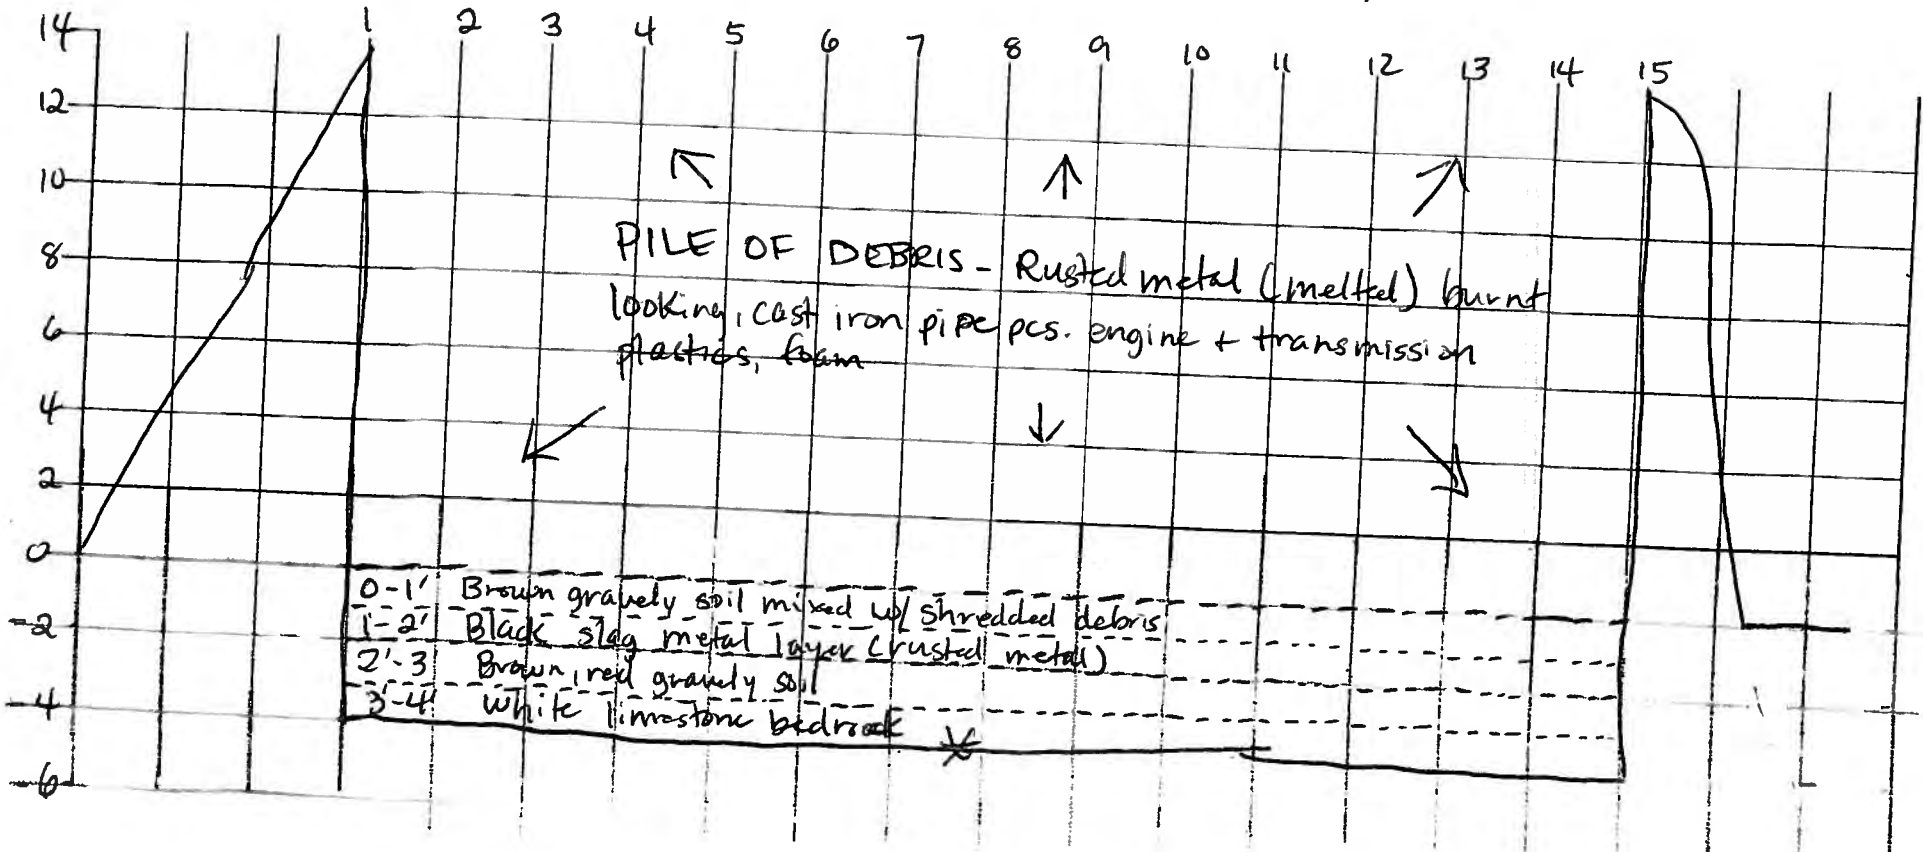 1 2 3 4 5 6 7 8 9 10 11 12 13 14 15
14
12
10
8
6
4
2
0
-2
-4
-6
PILE OF DEBRIS - Rusted metal (melted) burnt
looking, cast iron pipe pcs. engine + transmission
plastics, foam
0-1' Brown gravely soil mixed w/ shredded debris
1-2' Black slag metal layer (rusted metal)
2'-3 Brown, red gravely soil
3'-4' White limestone bedrock
X